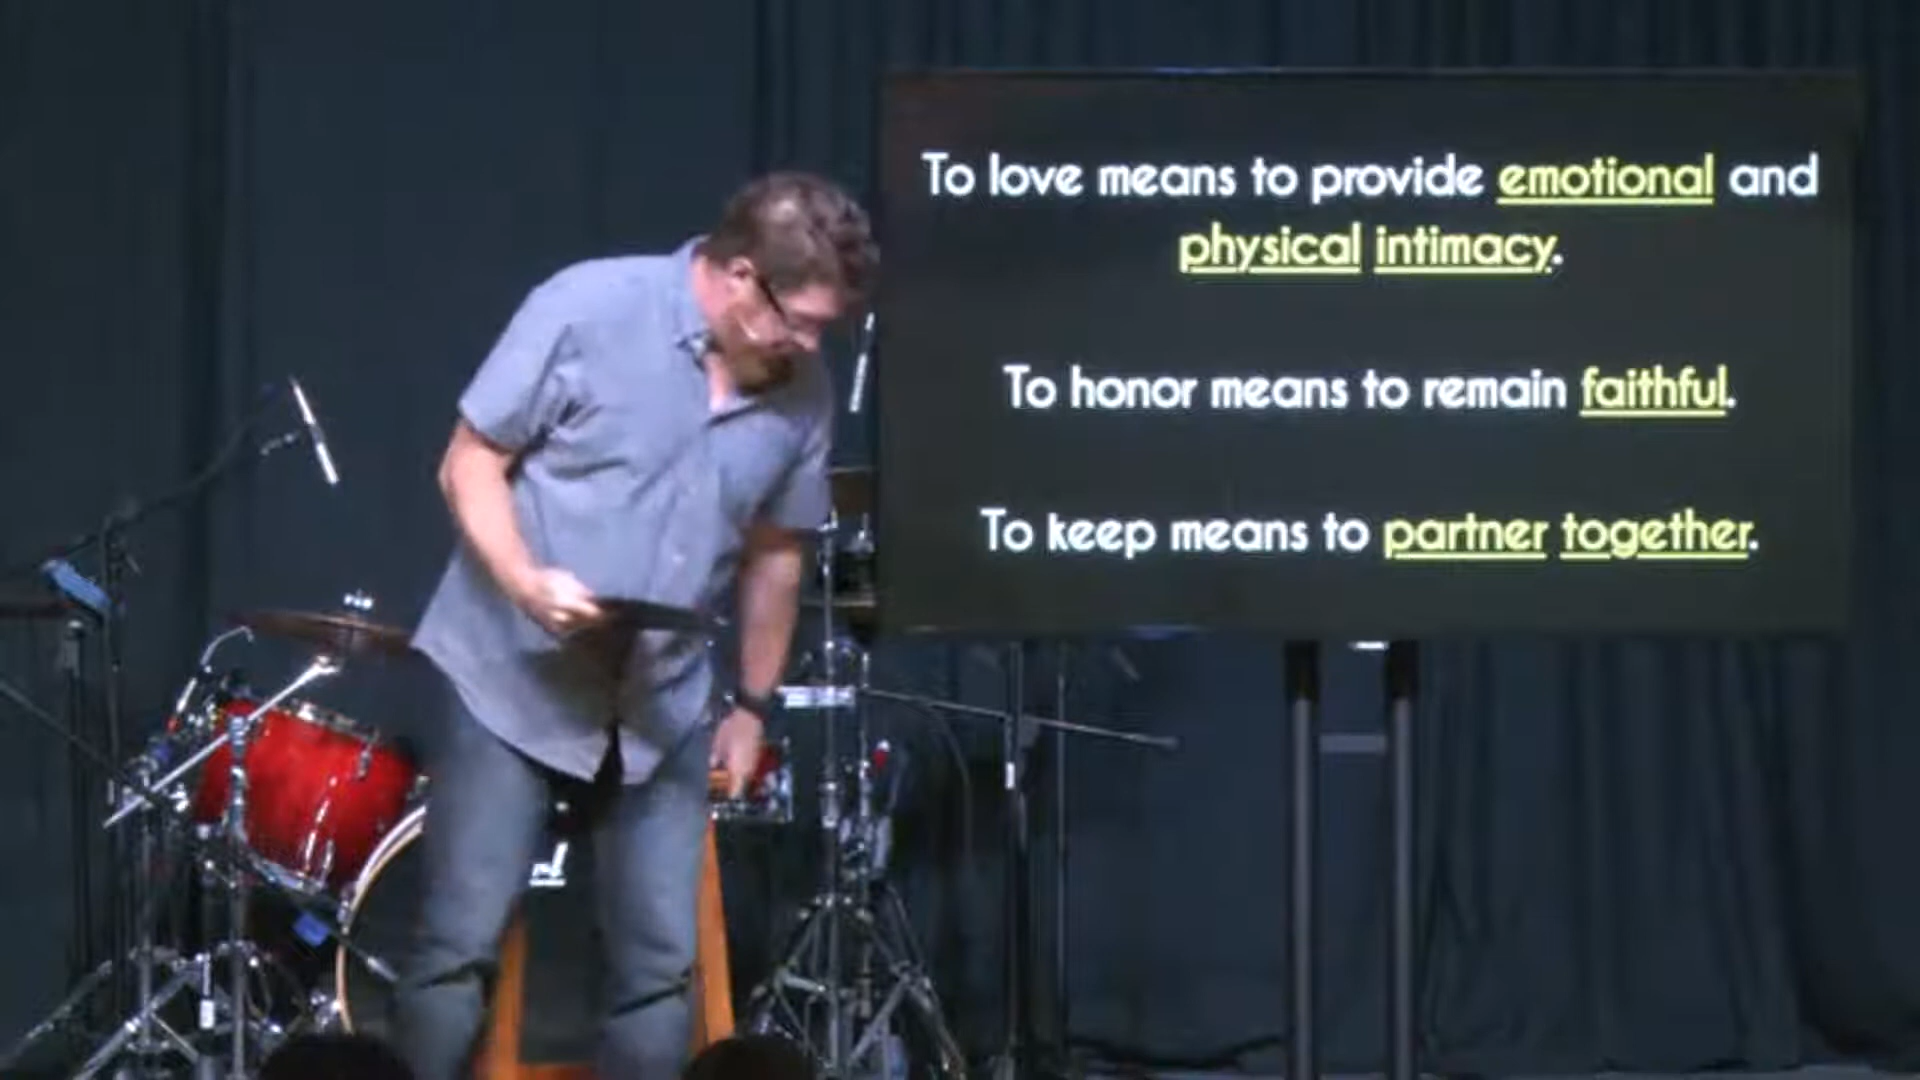 To love means to provide emotional and
physical intimacy.
To honor means to remain faithful.
To keep means to partner together.